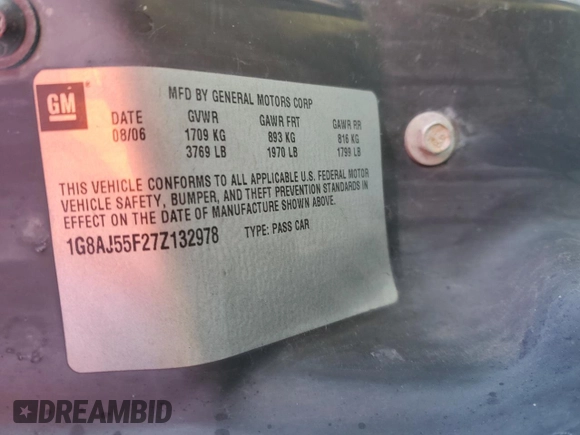 GM
MFD BY GENERAL MOTORS CORP
DATE GVWR GAWR FRT GAWR RR
08/06 1709 KG 893 KG 816 KG
3769 LB 1970 LB 1799 LB
THIS VEHICLE CONFORMS TO ALL APPLICABLE U.S. FEDERAL MOTOR
VEHICLE SAFETY, BUMPER, AND THEFT PREVENTION STANDARDS IN
EFFECT ON THE DATE OF MANUFACTURE SHOWN ABOVE.
1G8AJ55F27Z132978 TYPE: PASS CAR
DREAMBID